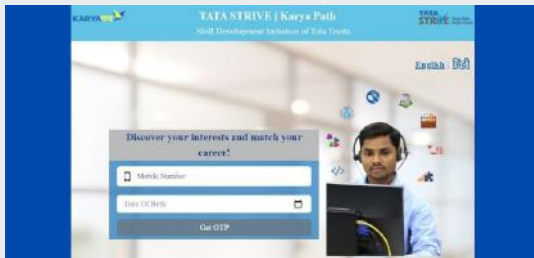 KARYA
TATA STRIVE | Karya Path
Skill Development Initiative of Tata Trusts
TATA
STRIVE
English | हिंदी
Discover your interests and match your
career!
Mobile Number
Date Of Birth
Get OTP